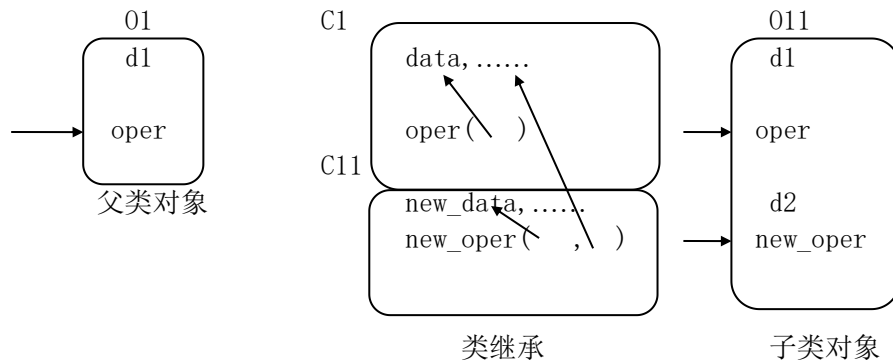 O1
d1
oper
父类对象
C1
data,……
oper(   )
C11
new_data,……
new_oper(   ,  )
类继承
O11
d1
oper
d2
new_oper
子类对象